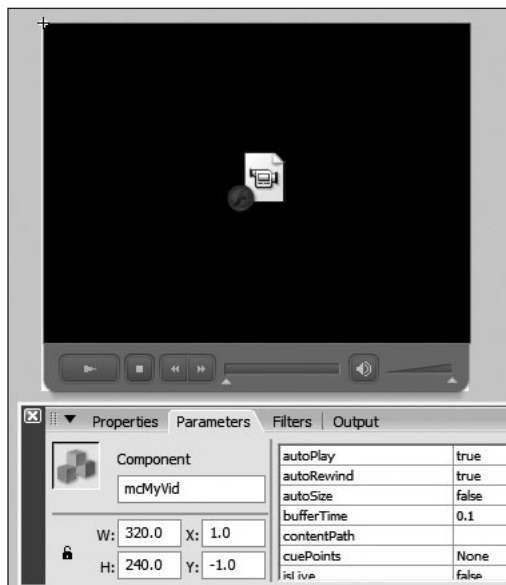 Properties Parameters Filters Output
Component
mcMyVid
W: 320.0 X: 1.0
H: 240.0 Y: -1.0
autoPlay true
autoRewind true
autoSize false
bufferTime 0.1
contentPath
cuePoints None
isLive false